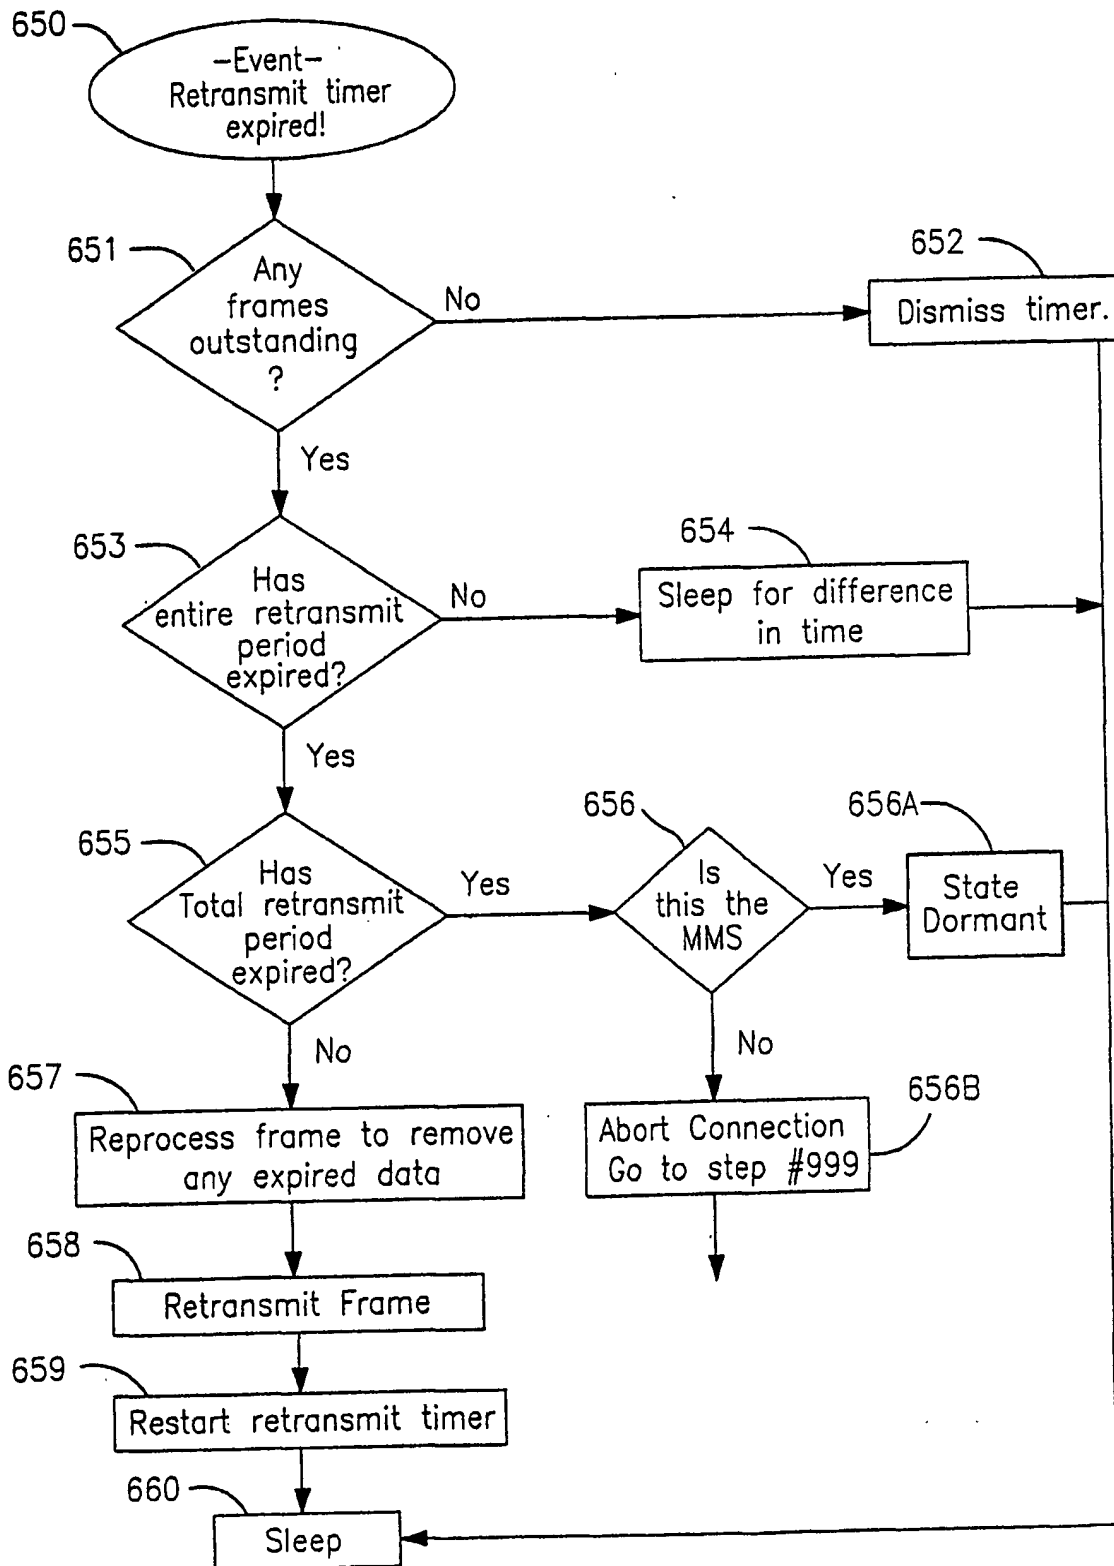 650
-Event-
Retransmit timer
expired!
651
Any
frames
outstanding
?
No
652
Dismiss timer.
Yes
653
Has
entire retransmit
period
expired?
No
654
Sleep for difference
in time
Yes
655
Has
Total retransmit
period
expired?
Yes
656
Is
this the
MMS
Yes
656A
State
Dormant
No
656B
Abort Connection
Go to step #999
No
657
Reprocess frame to remove
any expired data
658
Retransmit Frame
659
Restart retransmit timer
660
Sleep